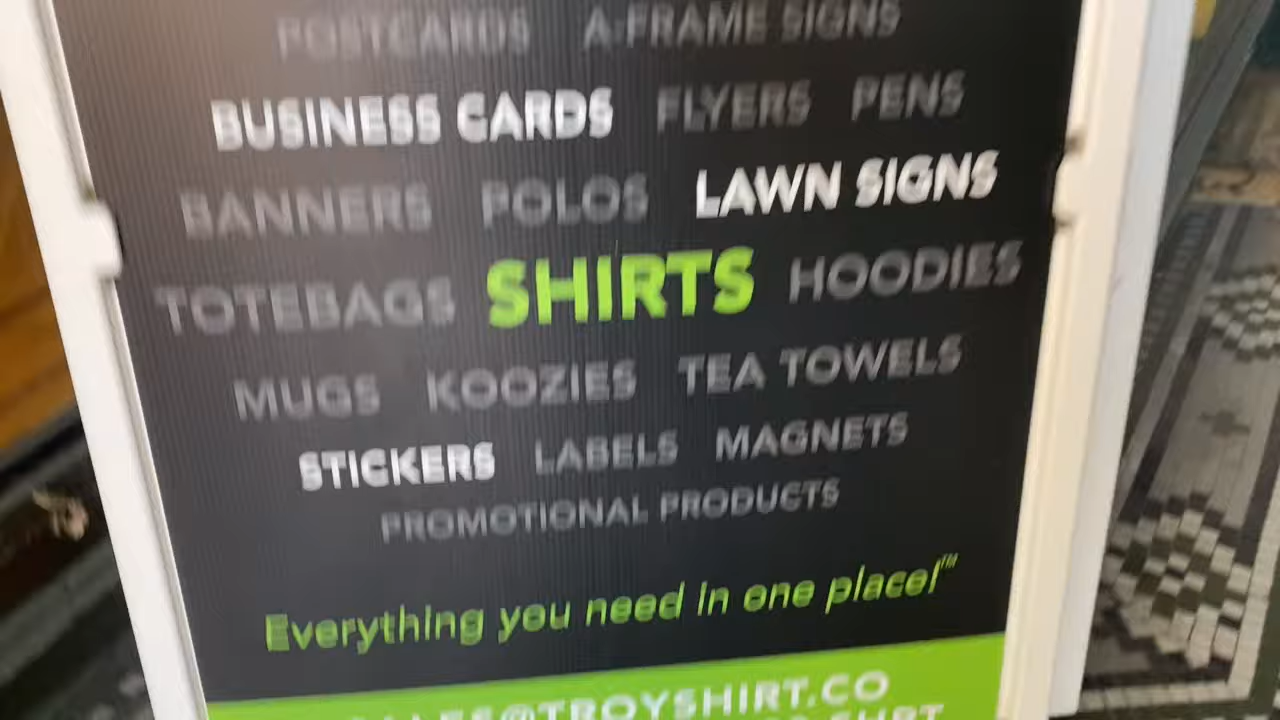 POSTCARDS A-FRAME SIGNS
BUSINESS CARDS FLYERS PENS
BANNERS POLOS LAWN SIGNS
TOTEBAGS SHIRTS HOODIES
MUGS KOOZIES TEA TOWELS
STICKERS LABELS MAGNETS
PROMOTIONAL PRODUCTS
Everything you need in one place!™
SALES@TROYSHIRT.CO